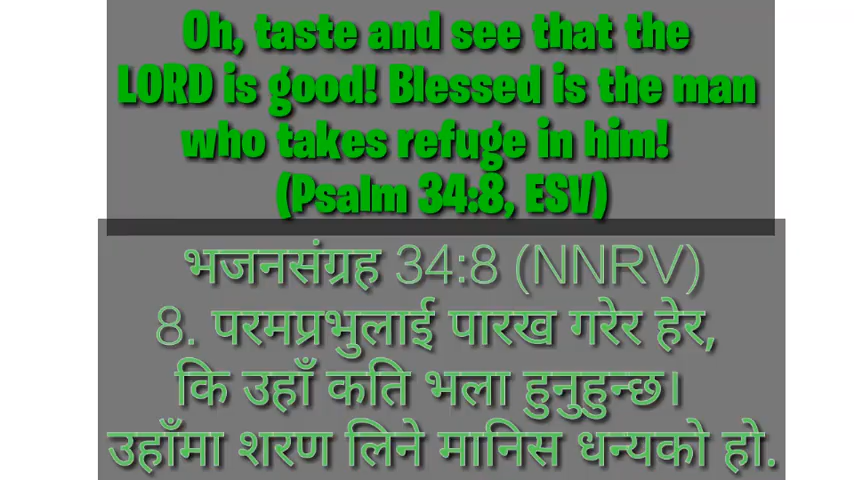 Oh, taste and see that the
LORD is good! Blessed is the man
who takes refuge in him!
(Psalm 34:8, ESV)
भजनसंग्रह 34:8 (NNRV)
8. परमप्रभुलाई पारख गरेर हेर,
कि उहाँ कति भला हुनुहुन्छ।
उहाँमा शरण लिने मानिस धन्यको हो.